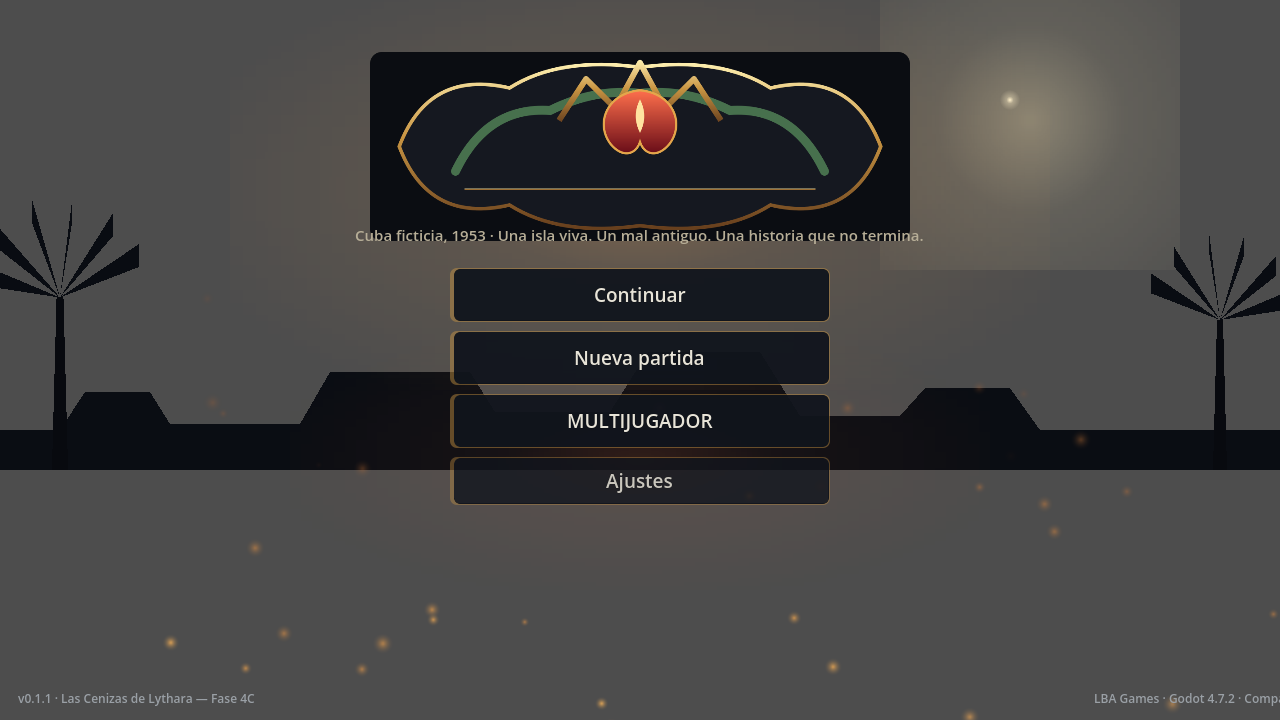 Cuba ficticia, 1953 · Una isla viva. Un mal antiguo. Una historia que no termina.
Continuar
Nueva partida
MULTIJUGADOR
Ajustes
v0.1.1 · Las Cenizas de Lythara — Fase 4C
LBA Games · Godot 4.7.2 ·